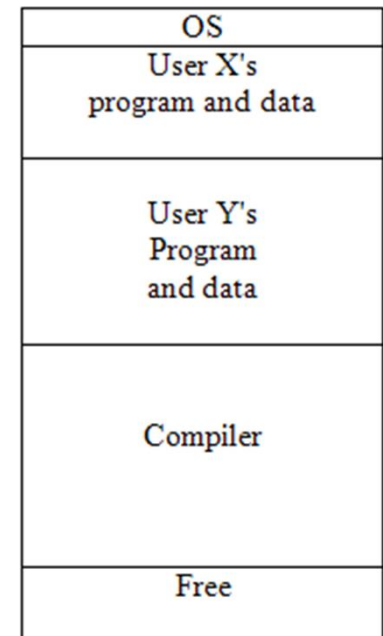 OS
User X's
program and data
User Y's
Program
and data
Compiler
Free